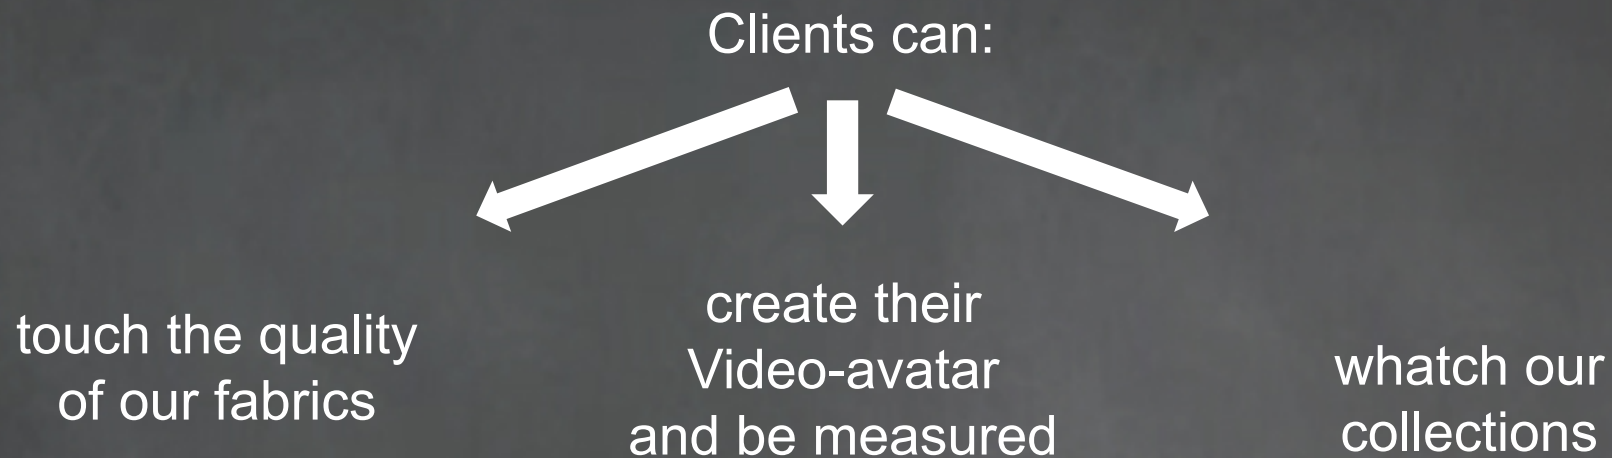 Clients can:
touch the quality
of our fabrics
create their
Video-avatar
and be measured
whatch our
collections